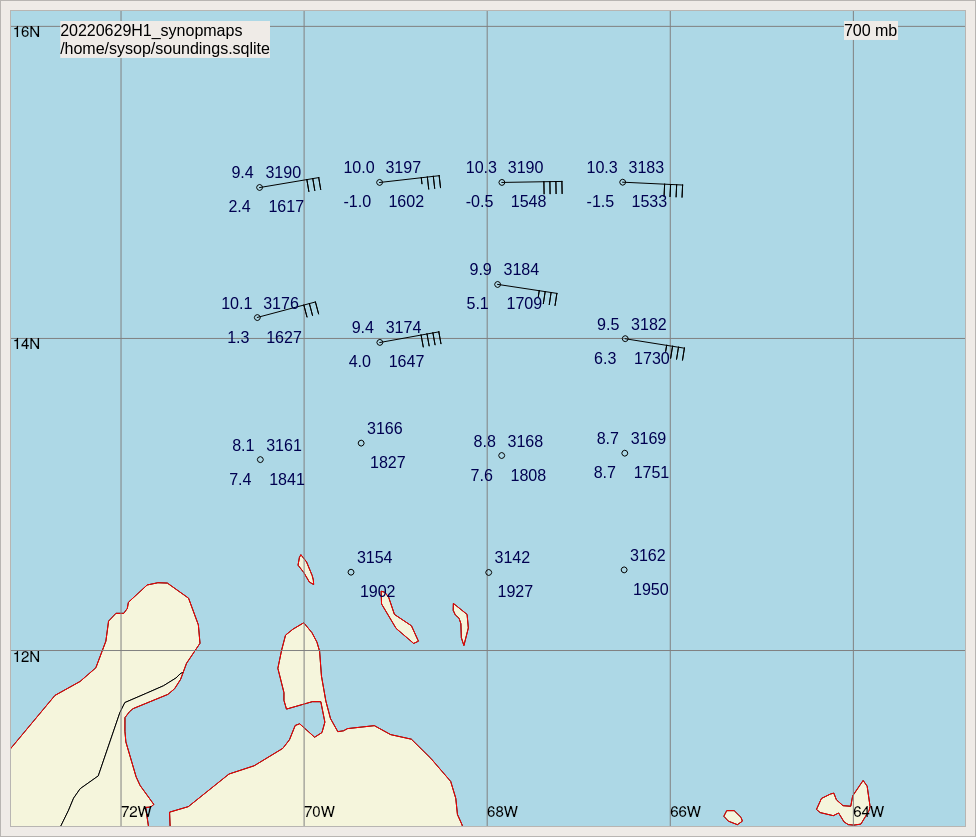 16N
20220629H1_synopmaps
/home/sysop/soundings.sqlite
700 mb
9.4 3190
2.4 1617
10.0 3197
-1.0 1602
10.3 3190
-0.5 1548
10.3 3183
-1.5 1533
9.9 3184
5.1 1709
10.1 3176
1.3 1627
9.4 3174
4.0 1647
9.5 3182
6.3 1730
14N
8.1 3161
7.4 1841
3166
1827
8.8 3168
7.6 1808
8.7 3169
8.7 1751
3154
1902
3142
1927
3162
1950
12N
72W
70W
68W
66W
64W